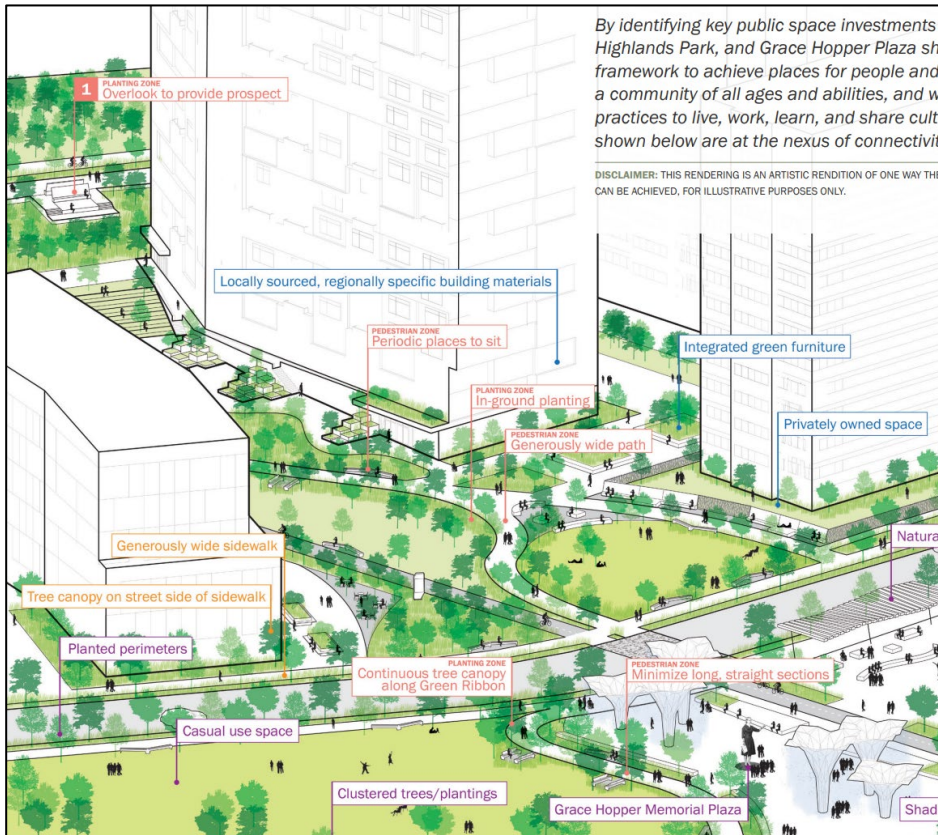 By identifying key public space investments
Highlands Park, and Grace Hopper Plaza sh
framework to achieve places for people and
a community of all ages and abilities, and w
practices to live, work, learn, and share cult
shown below are at the nexus of connectivit
DISCLAIMER: THIS RENDERING IS AN ARTISTIC RENDITION OF ONE WAY THE
CAN BE ACHIEVED, FOR ILLUSTRATIVE PURPOSES ONLY.
1
PLANTING ZONE
Overlook to provide prospect
Locally sourced, regionally specific building materials
PEDESTRIAN ZONE
Periodic places to sit
Integrated green furniture
PLANTING ZONE
In-ground planting
PEDESTRIAN ZONE
Generously wide path
Privately owned space
Generously wide sidewalk
Natura
Tree canopy on street side of sidewalk
Planted perimeters
PLANTING ZONE
Continuous tree canopy
along Green Ribbon
PEDESTRIAN ZONE
Minimize long, straight sections
Casual use space
Clustered trees/plantings
Grace Hopper Memorial Plaza
Shad